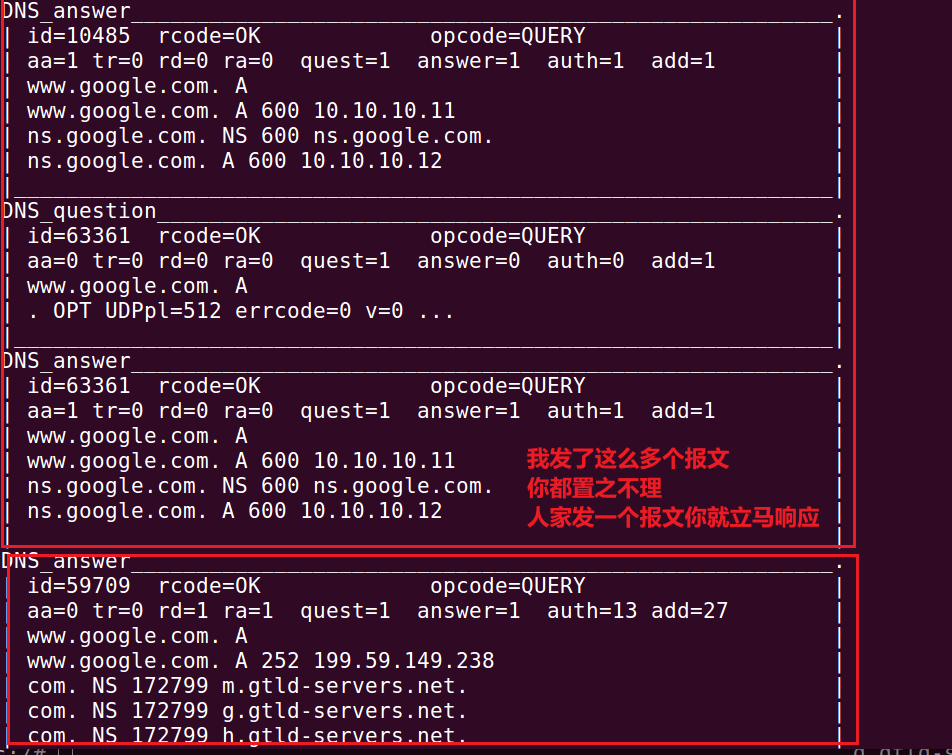 DNS_answer______________________________________________________.
| id=10485  rcode=OK             opcode=QUERY                   |
| aa=1 tr=0 rd=0 ra=0  quest=1  answer=1  auth=1  add=1         |
| www.google.com. A                                             |
| www.google.com. A 600 10.10.10.11                             |
| ns.google.com. NS 600 ns.google.com.                          |
| ns.google.com. A 600 10.10.10.12                              |
|_______________________________________________________________|
DNS_question____________________________________________________.
| id=63361  rcode=OK             opcode=QUERY                   |
| aa=0 tr=0 rd=0 ra=0  quest=1  answer=0  auth=0  add=1         |
| www.google.com. A                                             |
| . OPT UDPpl=512 errcode=0 v=0 ...                             |
|_______________________________________________________________|
DNS_answer______________________________________________________.
| id=63361  rcode=OK             opcode=QUERY                   |
| aa=1 tr=0 rd=0 ra=0  quest=1  answer=1  auth=1  add=1         |
| www.google.com. A                                             |
| www.google.com. A 600 10.10.10.11                             |
我发了这么多个报文
| ns.google.com. NS 600 ns.google.com.                          |
你都置之不理
| ns.google.com. A 600 10.10.10.12                              |
人家发一个报文你就立马响应
DNS_answer______________________________________________________.
| id=59709  rcode=OK             opcode=QUERY                   |
| aa=0 tr=0 rd=1 ra=1  quest=1  answer=1  auth=13 add=27        |
| www.google.com. A                                             |
| www.google.com. A 252 199.59.149.238                          |
| com. NS 172799 m.gtld-servers.net.                            |
| com. NS 172799 g.gtld-servers.net.                            |
| com. NS 172799 h.gtld-servers.net.                            |